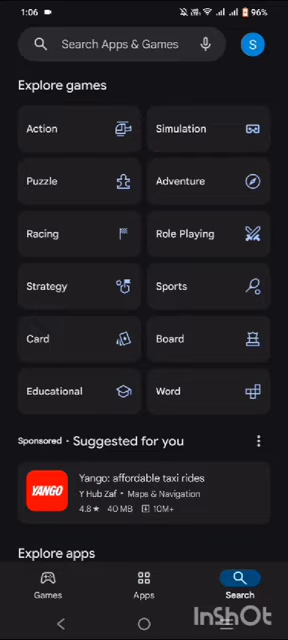 1:06 96%
Search Apps & Games S
Explore games
Action Simulation
Puzzle Adventure
Racing Role Playing
Strategy Sports
Card Board
Educational Word
Sponsored • Suggested for you
YANGO
Yango: affordable taxi rides
Y Hub Zaf • Maps & Navigation
4.8★ 40 MB 10M+
Explore apps
Games Apps Search
InShOt